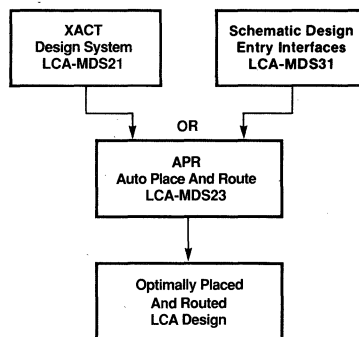 XACT
Design System
LCA-MDS21
Schematic Design
Entry Interfaces
LCA-MDS31
OR
APR
Auto Place And Route
LCA-MDS23
Optimally Placed
And Routed
LCA Design